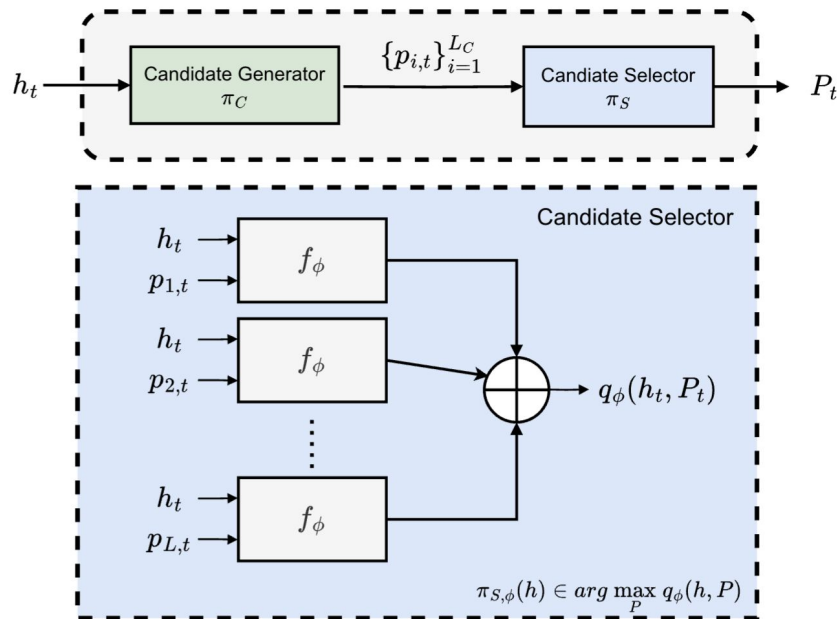 h_t
Candidate Generator
π_C
{p_{i,t}}_{i=1}^{L_C}
Candiate Selector
π_S
P_t
Candidate Selector
h_t
p_{1,t}
f_ϕ
h_t
p_{2,t}
f_ϕ
q_ϕ(h_t, P_t)
h_t
p_{L,t}
f_ϕ
π_{S,ϕ}(h) ∈ arg max_P q_ϕ(h, P)